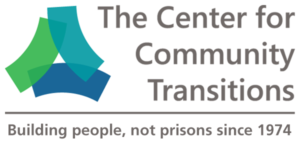 The Center for
Community
Transitions
Building people, not prisons since 1974